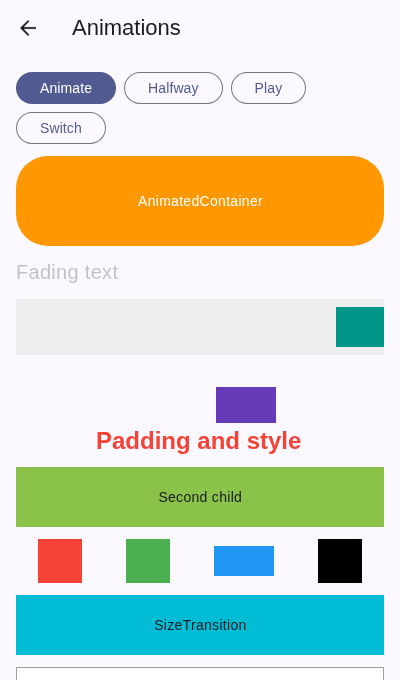 Animations
Animate
Halfway
Play
Switch
AnimatedContainer
Fading text
Padding and style
Second child
SizeTransition